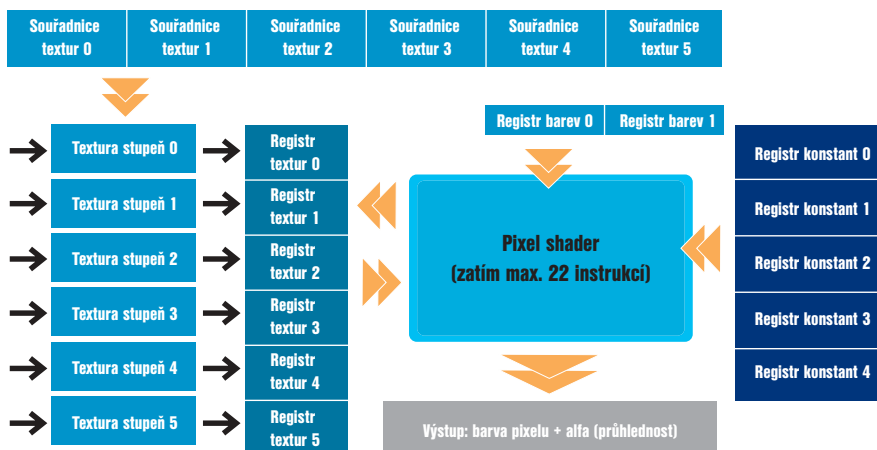 Souřadnice
textur 0
Souřadnice
textur 1
Souřadnice
textur 2
Souřadnice
textur 3
Souřadnice
textur 4
Souřadnice
textur 5
Registr barev 0
Registr barev 1
Textura stupeň 0
Textura stupeň 1
Textura stupeň 2
Textura stupeň 3
Textura stupeň 4
Textura stupeň 5
Registr
textur 0
Registr
textur 1
Registr
textur 2
Registr
textur 3
Registr
textur 4
Registr
textur 5
Pixel shader
(zatím max. 22 instrukcí)
Registr konstant 0
Registr konstant 1
Registr konstant 2
Registr konstant 3
Registr konstant 4
Výstup: barva pixelu + alfa (průhlednost)